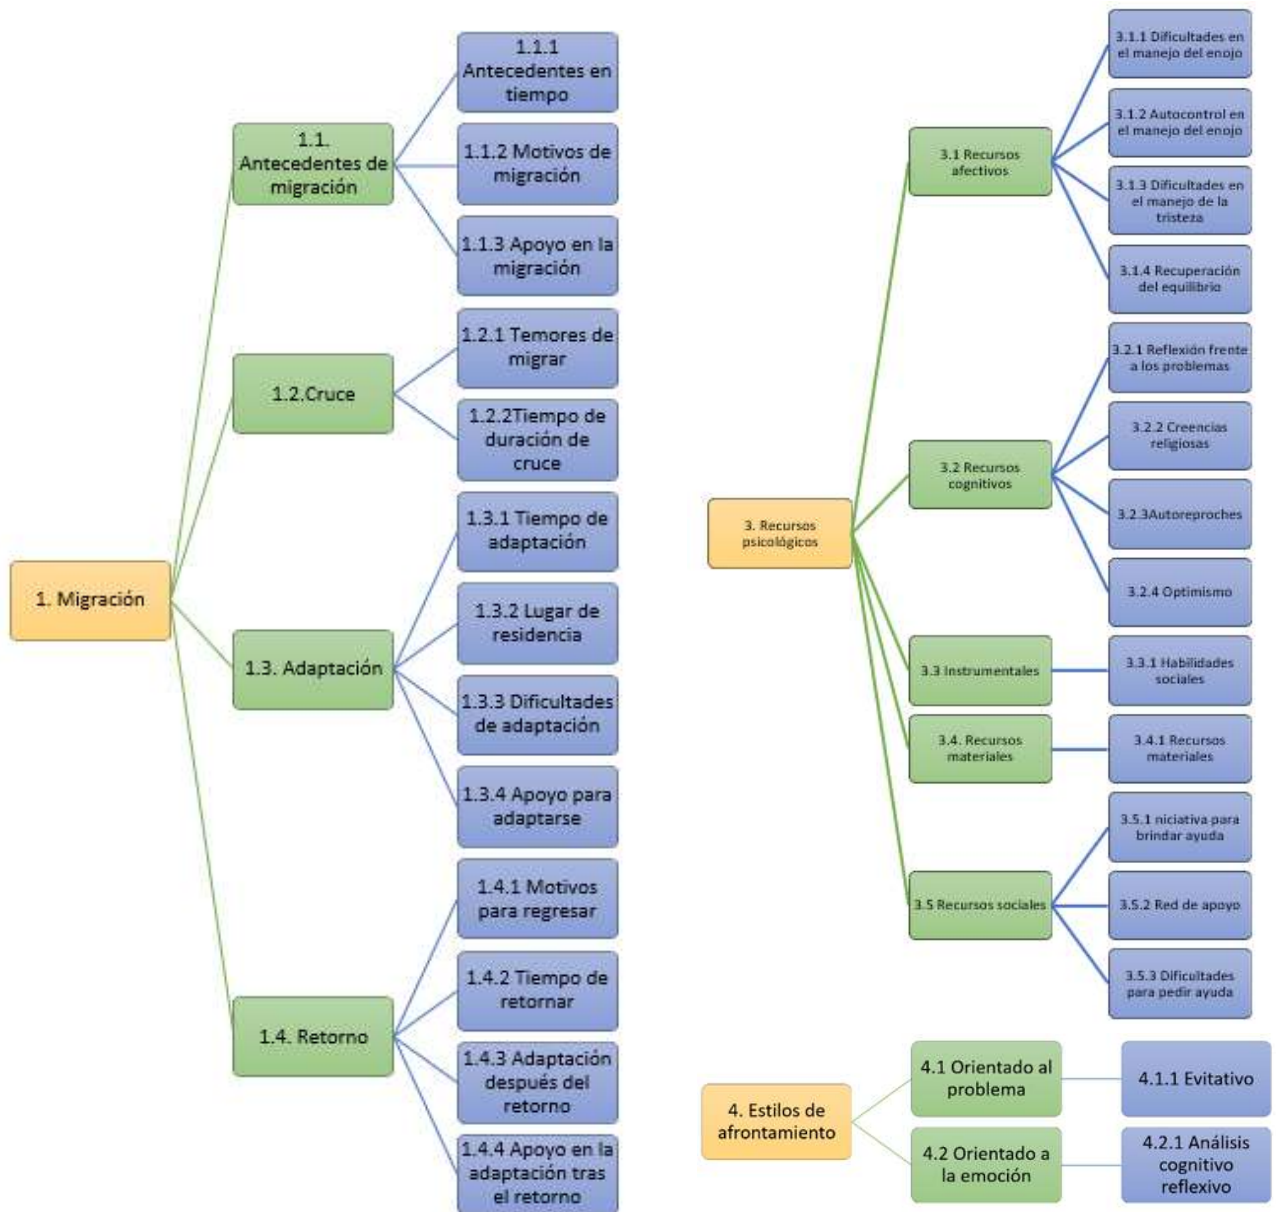 1. Migración
1.1.
Antecedentes de
migración
1.1.1
Antecedentes en
tiempo
1.1.2 Motivos de
migración
1.1.3 Apoyo en la
migración
1.2.Cruce
1.2.1 Temores de
migrar
1.2.2Tiempo de
duración de
cruce
1.3. Adaptación
1.3.1 Tiempo de
adaptación
1.3.2 Lugar de
residencia
1.3.3 Dificultades
de adaptación
1.3.4 Apoyo para
adaptarse
1.4. Retorno
1.4.1 Motivos
para regresar
1.4.2 Tiempo de
retornar
1.4.3 Adaptación
después del
retorno
1.4.4 Apoyo en la
adaptación tras
el retorno
3. Recursos
psicológicos
3.1 Recursos
afectivos
3.1.1 Dificultades en
el manejo del enojo
3.1.2 Autocontrol en
el manejo del enojo
3.1.3 Dificultades en
el manejo de la
tristeza
3.1.4 Recuperación
del equilibrio
3.2 Recursos
cognitivos
3.2.1 Reflexión frente
a los problemas
3.2.2 Creencias
religiosas
3.2.3Autoreproches
3.2.4 Optimismo
3.3 Instrumentales
3.3.1 Habilidades
sociales
3.4. Recursos
materiales
3.4.1 Recursos
materiales
3.5 Recursos sociales
3.5.1 niciativa para
brindar ayuda
3.5.2 Red de apoyo
3.5.3 Dificultades
para pedir ayuda
4. Estilos de
afrontamiento
4.1 Orientado al
problema
4.1.1 Evitativo
4.2 Orientado a
la emoción
4.2.1 Análisis
cognitivo
reflexivo